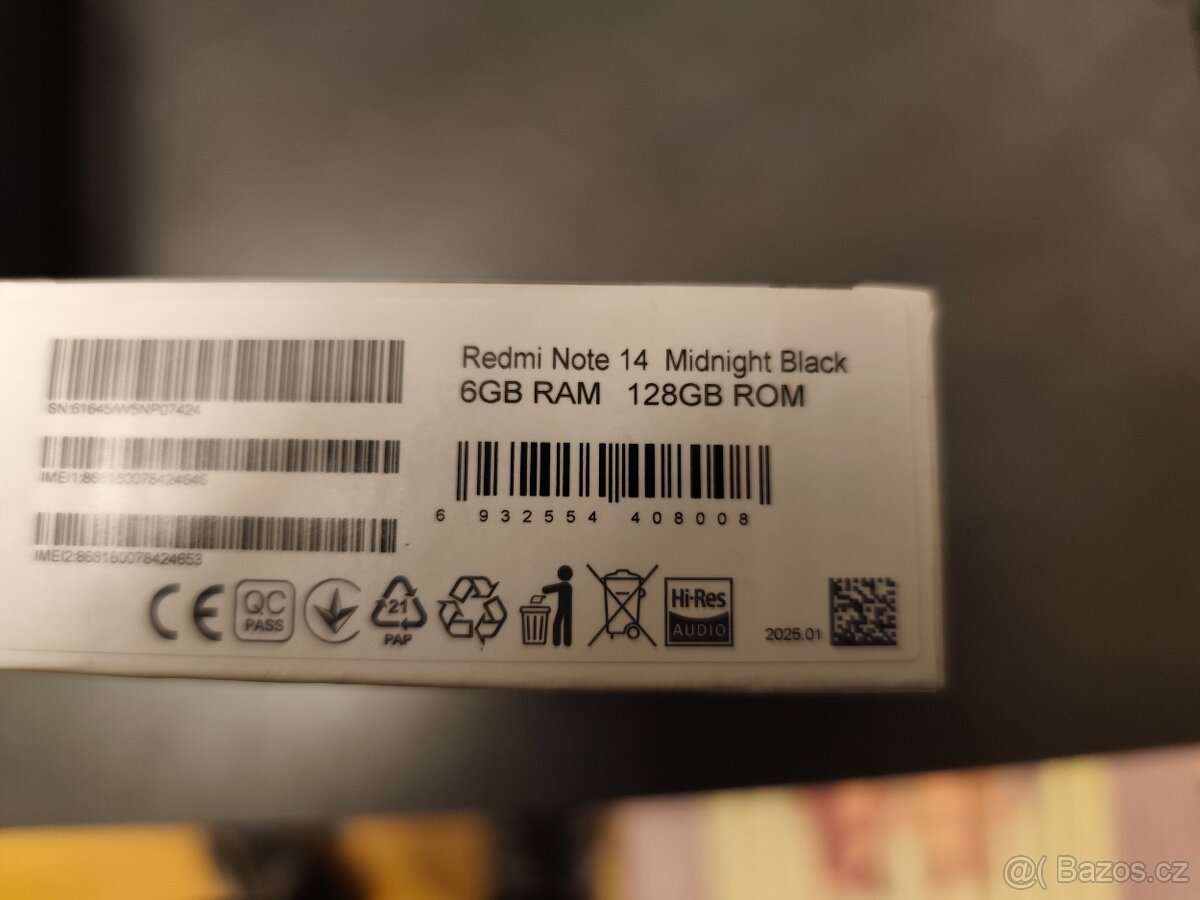 Redmi Note 14 Midnight Black
6GB RAM 128GB ROM
SN:61645/W5NP07424
IMEI1:868180078424646
6 932554 408008
IMEI2:868180078424653
CE
QC
PASS
21
PAP
Hi-Res
AUDIO
2025.01
@( Bazos.cz